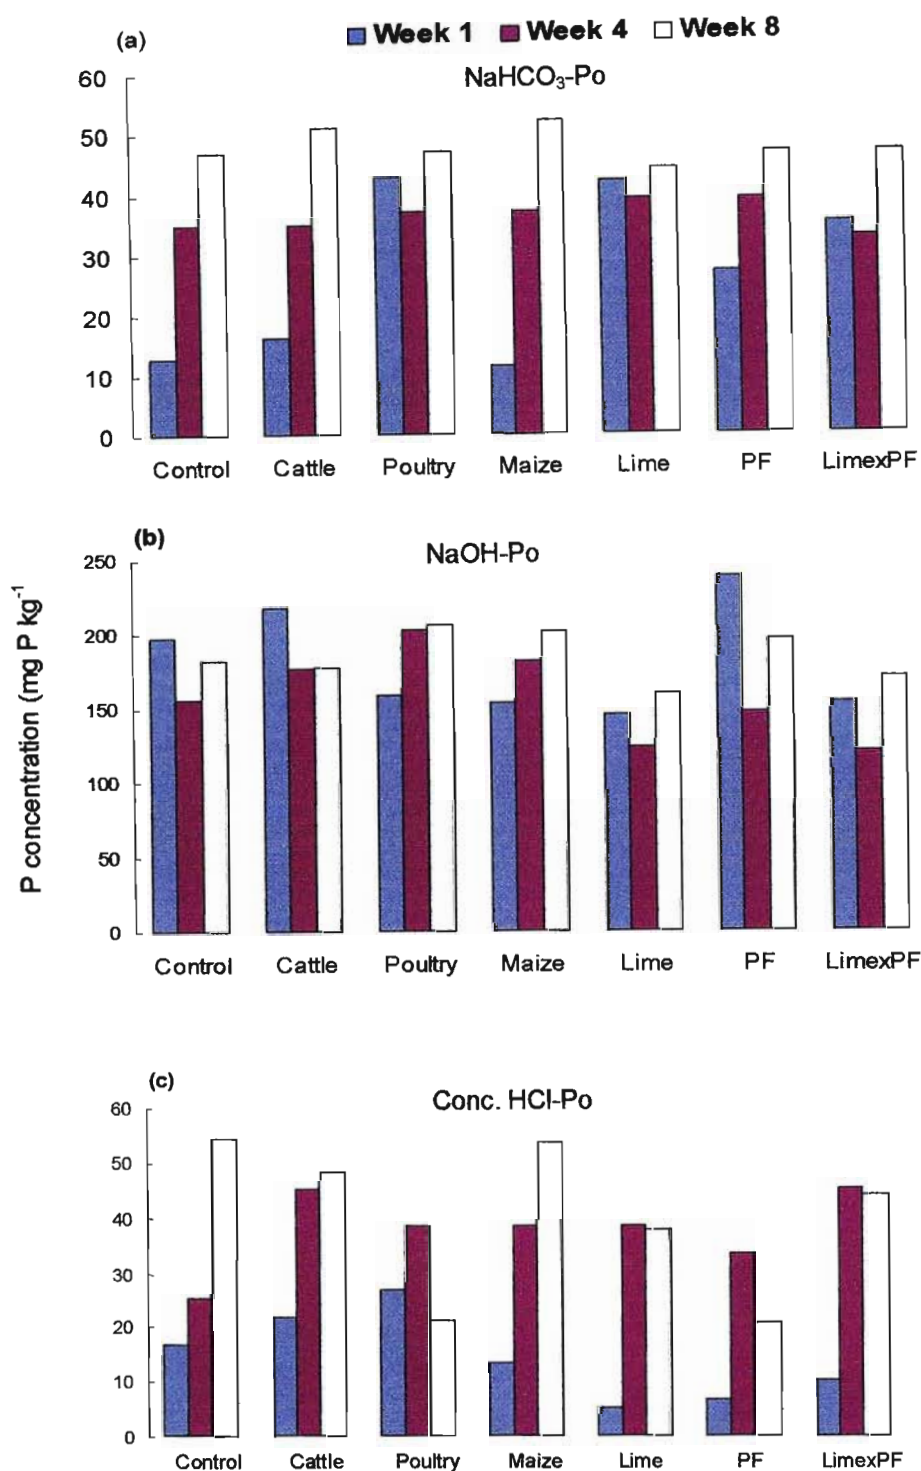 Week 1 Week 4 Week 8
(a)
NaHCO₃-Po
60
50
40
30
20
10
0
Control Cattle Poultry Maize Lime PF LimexPF
(b)
NaOH-Po
250
200
150
100
50
0
Control Cattle Poultry Maize Lime PF LimexPF
P concentration (mg P kg⁻¹)
(c)
Conc. HCl-Po
60
50
40
30
20
10
0
Control Cattle Poultry Maize Lime PF LimexPF